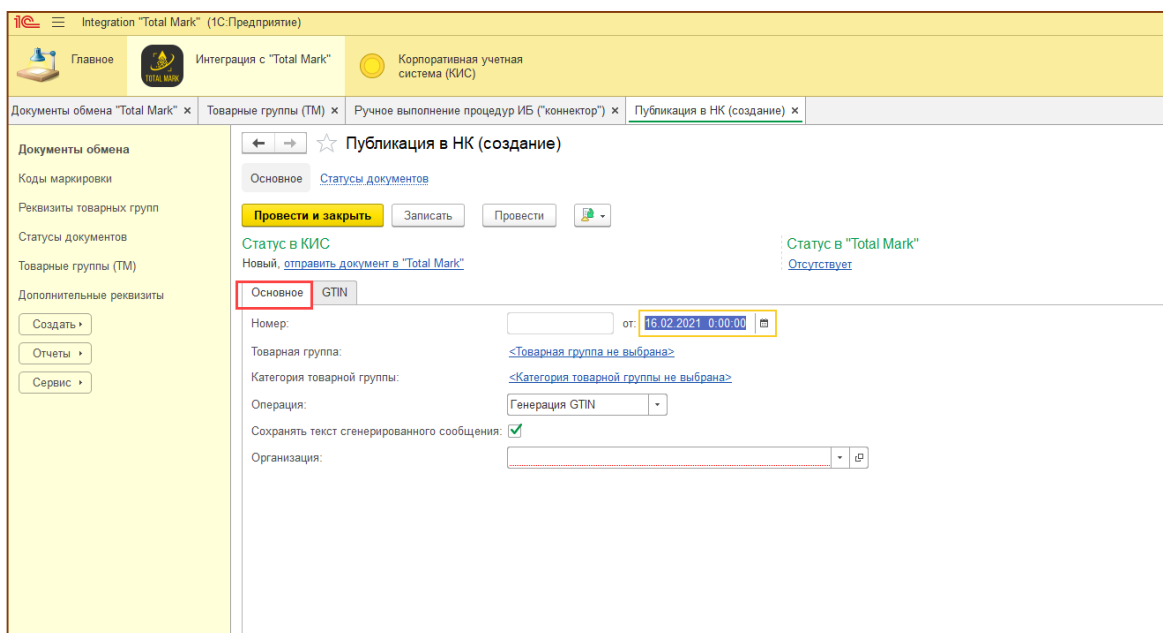 1С Integration "Total Mark" (1С:Предприятие)
Главное
TOTAL MARK
Интеграция с "Total Mark"
Корпоративная учетная
система (КИС)
Документы обмена "Total Mark" × Товарные группы (ТМ) × Ручное выполнение процедур ИБ ("коннектор") × Публикация в НК (создание) ×
Документы обмена
Коды маркировки
Реквизиты товарных групп
Статусы документов
Товарные группы (ТМ)
Дополнительные реквизиты
Создать
Отчеты
Сервис
Публикация в НК (создание)
Основное Статусы документов
Провести и закрыть Записать Провести
Статус в КИС Статус в "Total Mark"
Новый, отправить документ в "Total Mark" Отсутствует
Основное GTIN
Номер: от: 16.02.2021 0:00:00
Товарная группа: <Товарная группа не выбрана>
Категория товарной группы: <Категория товарной группы не выбрана>
Операция: Генерация GTIN
Сохранять текст сгенерированного сообщения:
Организация: